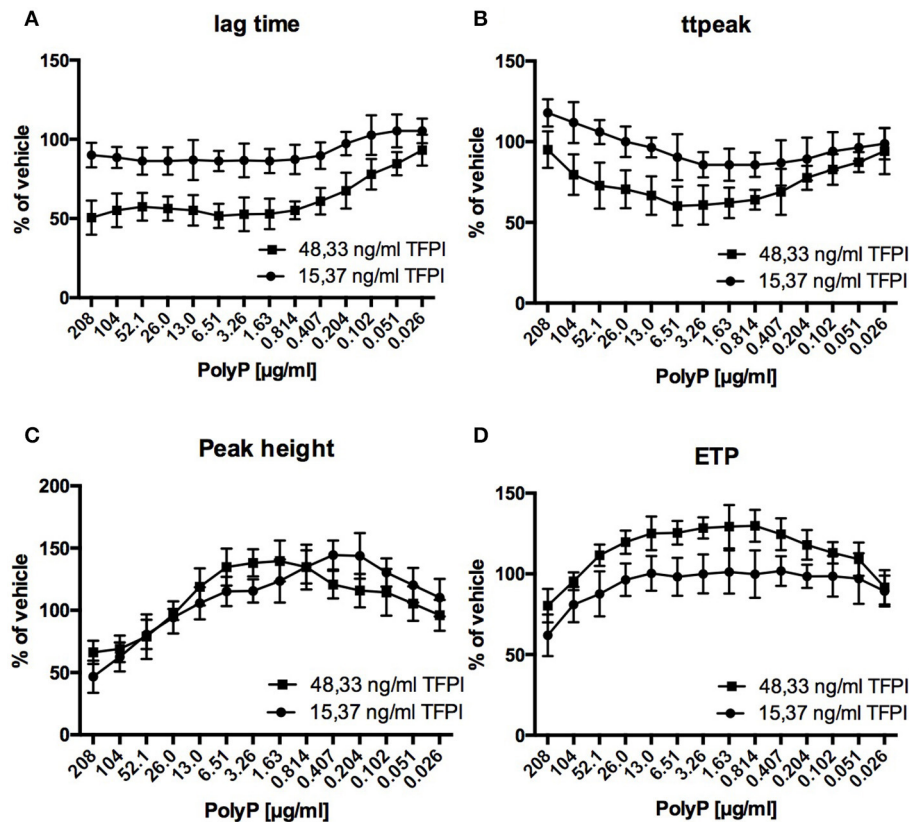 A
lag time
150
100
50
0
% of vehicle
48,33 ng/ml TFPI
15,37 ng/ml TFPI
208 104 52.1 26.0 13.0 6.51 3.26 1.63 0.814 0.407 0.204 0.102 0.051 0.026
PolyP [µg/ml]
B
ttpeak
150
100
50
0
% of vehicle
48,33 ng/ml TFPI
15,37 ng/ml TFPI
208 104 52.1 26.0 13.0 6.51 3.26 1.63 0.814 0.407 0.204 0.102 0.051 0.026
PolyP [µg/ml]
C
Peak height
200
150
100
50
0
% of vehicle
48,33 ng/ml TFPI
15,37 ng/ml TFPI
208 104 52.1 26.0 13.0 6.51 3.26 1.63 0.814 0.407 0.204 0.102 0.051 0.026
PolyP [µg/ml]
D
ETP
150
100
50
0
% of vehicle
48,33 ng/ml TFPI
15,37 ng/ml TFPI
208 104 52.1 26.0 13.0 6.51 3.26 1.63 0.814 0.407 0.204 0.102 0.051 0.026
PolyP [µg/ml]